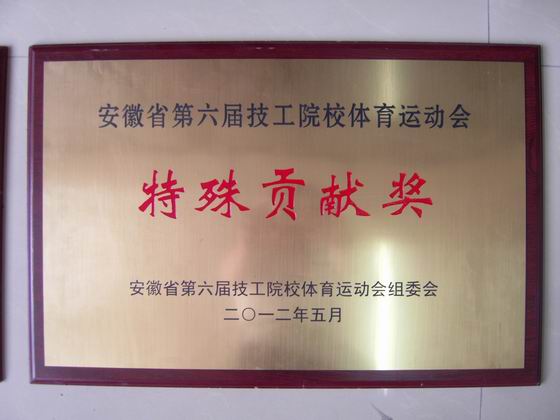 安徽省第六届技工院校体育运动会
特殊贡献奖
安徽省第六届技工院校体育运动会组委会
二〇一二年五月